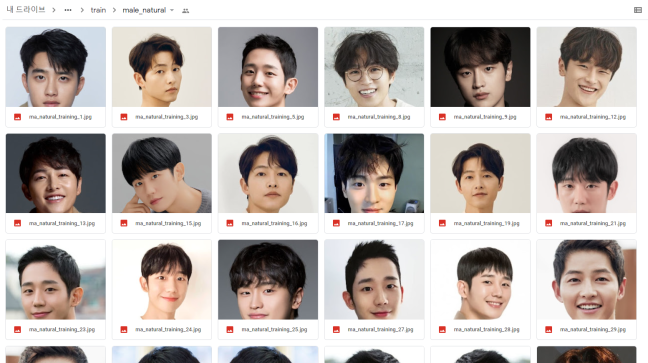 내 드라이브 > ••• > train > male_natural
ma_natural_training_1.jpg
ma_natural_training_3.jpg
ma_natural_training_5.jpg
ma_natural_training_8.jpg
ma_natural_training_9.jpg
ma_natural_training_12.jpg
ma_natural_training_13.jpg
ma_natural_training_15.jpg
ma_natural_training_16.jpg
ma_natural_training_17.jpg
ma_natural_training_19.jpg
ma_natural_training_21.jpg
ma_natural_training_23.jpg
ma_natural_training_24.jpg
ma_natural_training_25.jpg
ma_natural_training_27.jpg
ma_natural_training_28.jpg
ma_natural_training_29.jpg